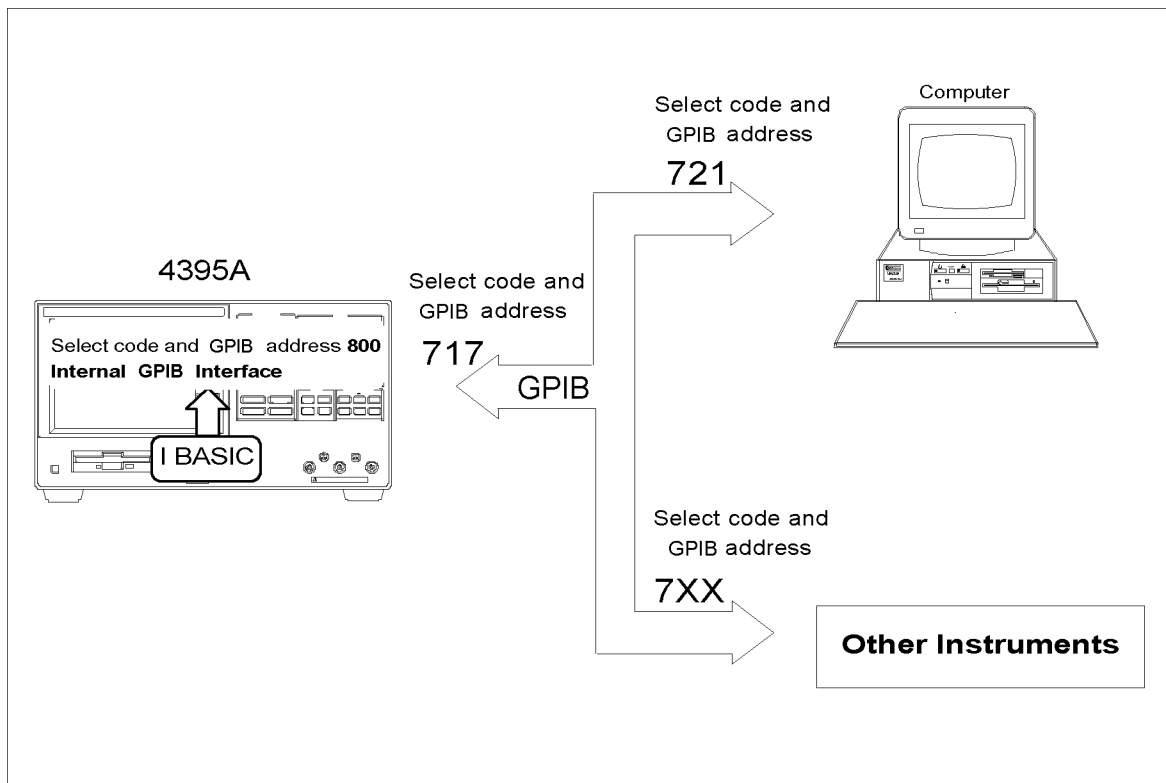 Computer
Select code and
GPIB address
721
4395A
Select code and
GPIB address
717
GPIB
Select code and GPIB address 800
Internal GPIB Interface
I BASIC
Select code and
GPIB address
7XX
Other Instruments